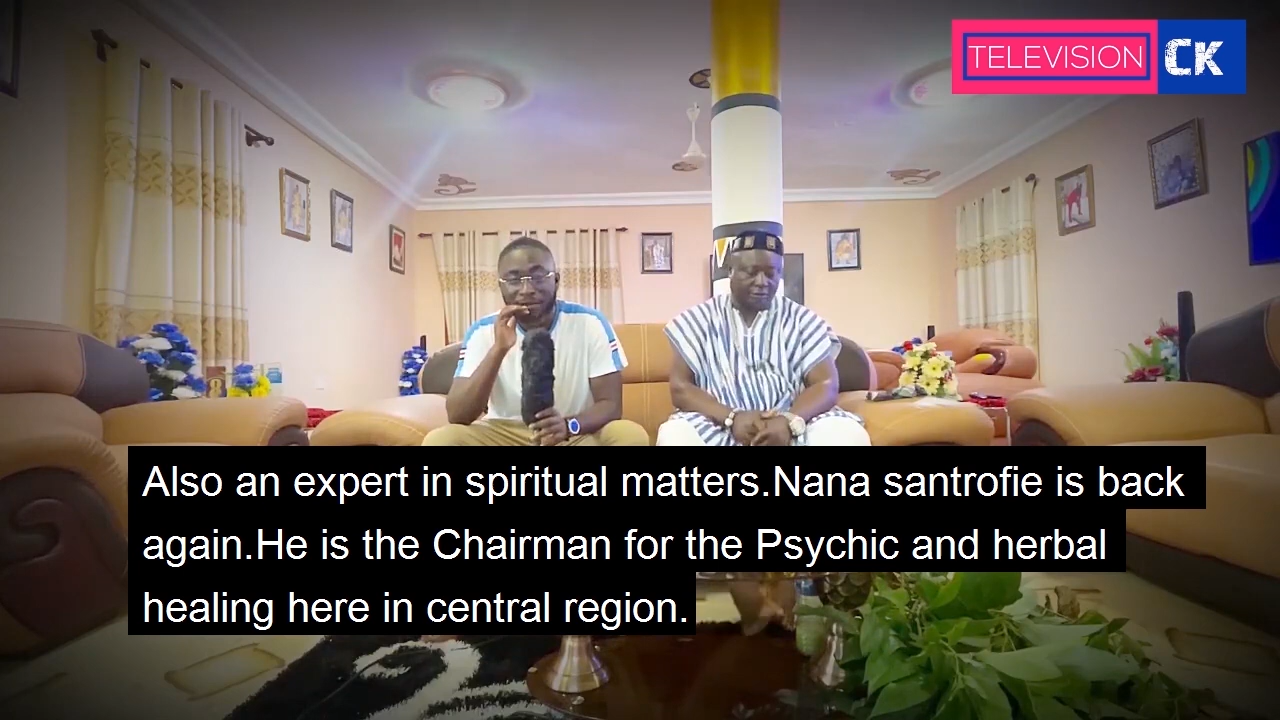 TELEVISION CK
Also an expert in spiritual matters.Nana santrofie is back
again.He is the Chairman for the Psychic and herbal
healing here in central region.